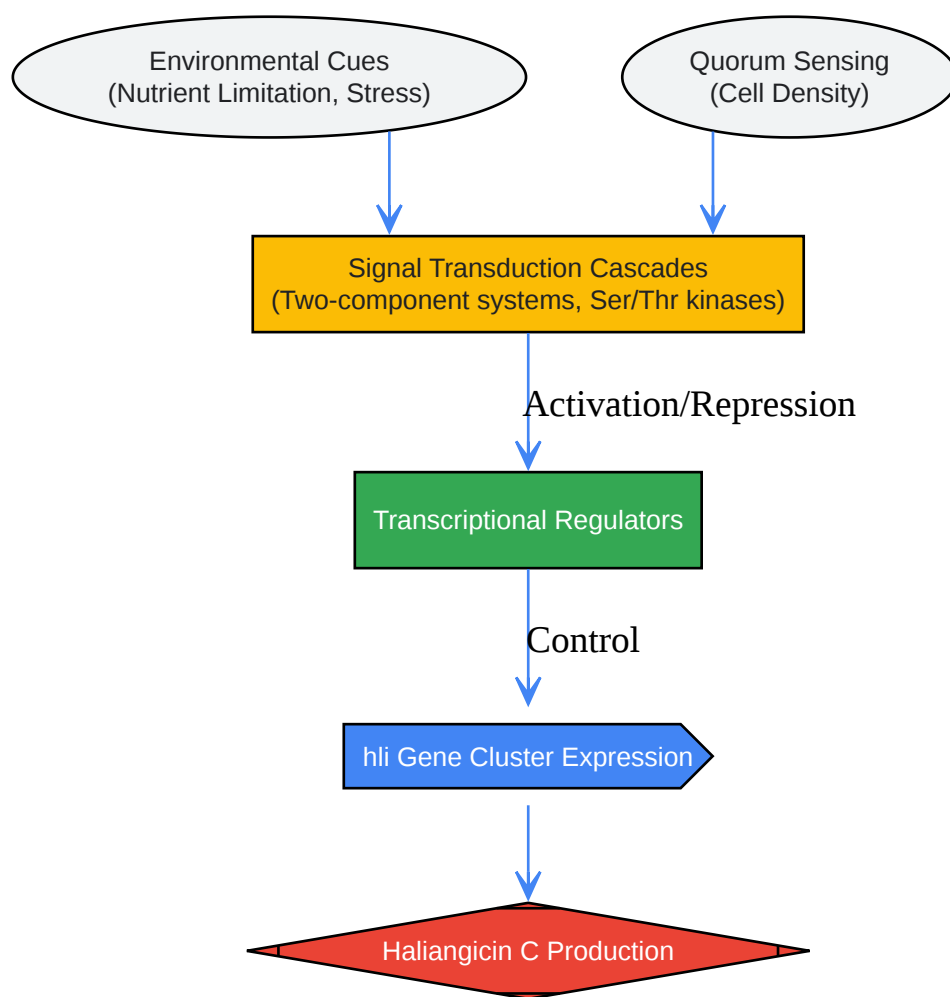 Environmental Cues
(Nutrient Limitation, Stress)
Quorum Sensing
(Cell Density)
Signal Transduction Cascades
(Two-component systems, Ser/Thr kinases)
Activation/Repression
Transcriptional Regulators
Control
hli Gene Cluster Expression
Haliangicin C Production